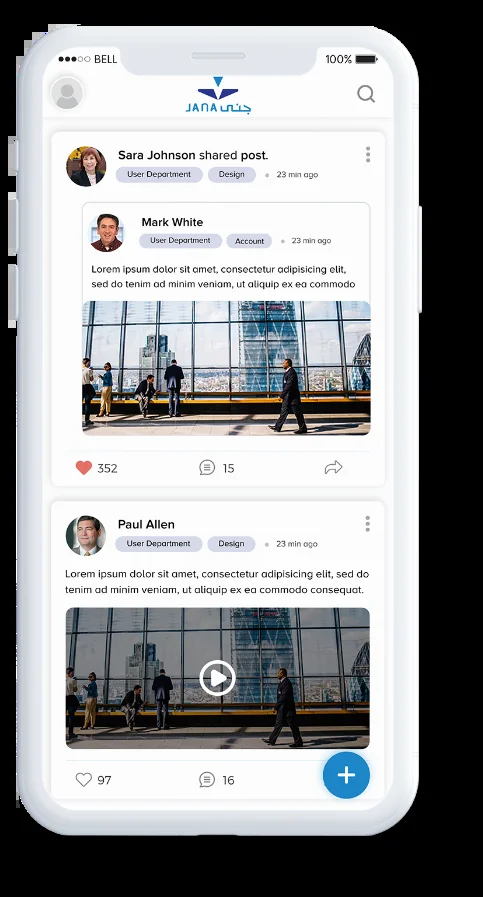 BELL
100%
JANA جنى
Sara Johnson shared post.
User Department Design 23 min ago
Mark White
User Department Account 23 min ago
Lorem ipsum dolor sit amet, consectetur adipisicing elit,
sed do tenim ad minim veniam, ut aliquip ex ea commodo
352 15
Paul Allen
User Department Design 23 min ago
Lorem ipsum dolor sit amet, consectetur adipisicing elit, sed do
tenim ad minim veniam, ut aliquip ex ea commodo consequat.
97 16